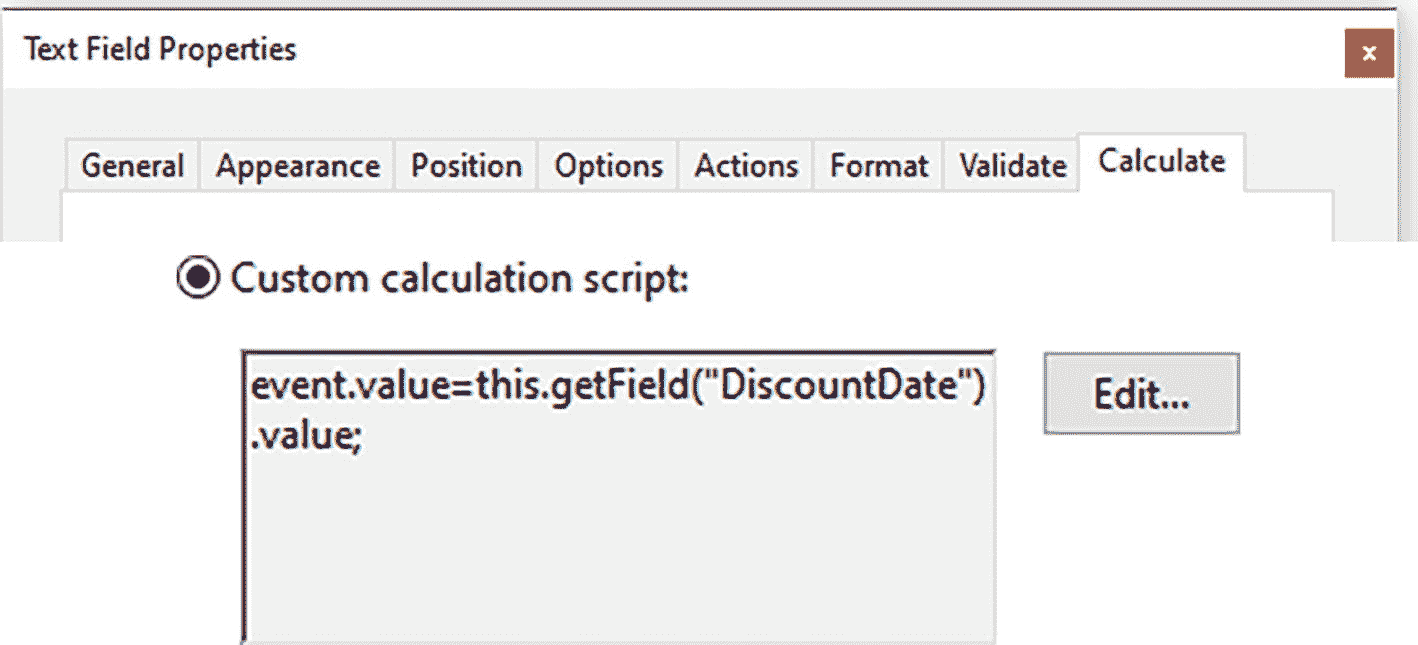 Text Field Properties
x
General Appearance Position Options Actions Format Validate Calculate
Custom calculation script:
event.value=this.getField("DiscountDate")
.value;
Edit...